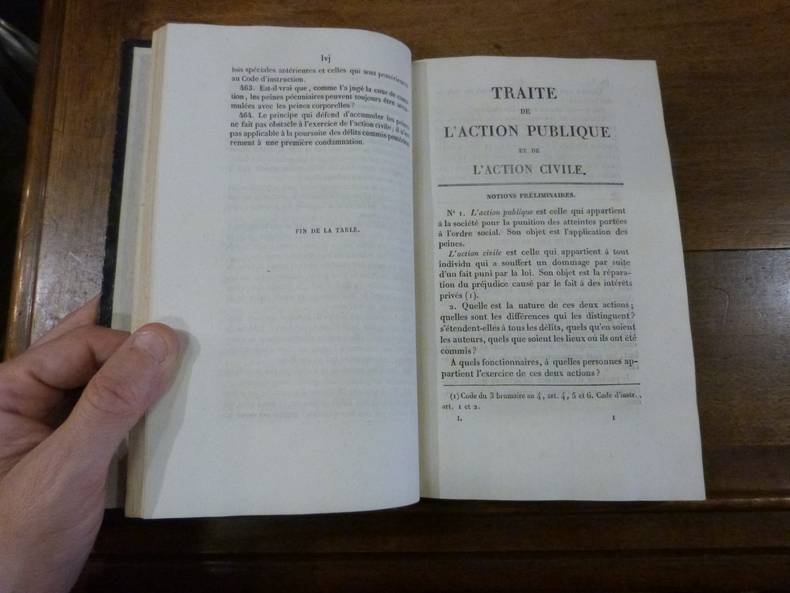 lvj
lois spéciales antérieures et celles qui sont postérieures
au Code d'instruction.
463. Est-il vrai que, comme l'a jugé la cour de cassa-
tion, les peines pécuniaires peuvent toujours être accu-
mulées avec les peines corporelles?
464. Le principe qui défend d'accumuler les peines
ne fait pas obstacle à l'exercice de l'action civile; il n'est
pas applicable à la poursuite des délits commis postérieu-
rement à une première condamnation.
FIN DE LA TABLE.
TRAITE
DE
L'ACTION PUBLIQUE
ET DE
L'ACTION CIVILE.
NOTIONS PRÉLIMINAIRES.
N° 1. L'action publique est celle qui appartient
à la société pour la punition des atteintes portées
à l'ordre social. Son objet est l'application des
peines.
L'action civile est celle qui appartient à tout
individu qui a souffert un dommage par suite
d'un fait puni par la loi. Son objet est la répara-
tion du préjudice causé par le fait à des intérêts
privés (1).
2. Quelle est la nature de ces deux actions;
quelles sont les différences qui les distinguent?
s'étendent-elles à tous les délits, quels qu'en soient
les auteurs, quels que soient les lieux où ils ont été
commis?
A quels fonctionnaires, à quelles personnes ap-
partient l'exercice de ces deux actions?
(1) Code du 3 brumaire an 4, art. 4, 5 et 6. Code d'instr.,
art. 1 et 2.
I. 1